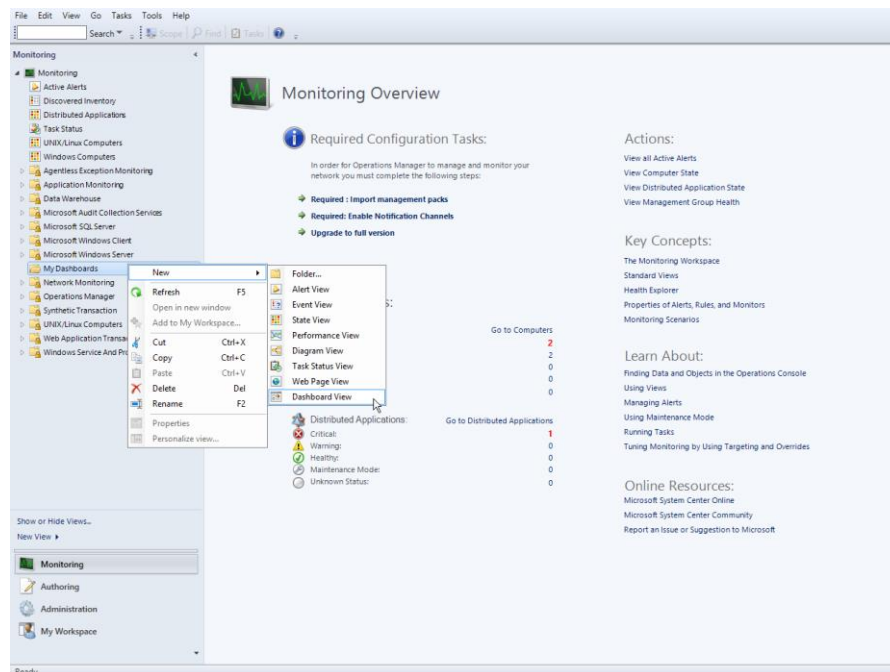 File Edit View Go Tasks Tools Help
Search Scope Find Tasks
Monitoring
Monitoring
Active Alerts
Discovered Inventory
Distributed Applications
Task Status
UNIX/Linux Computers
Windows Computers
Agentless Exception Monitoring
Application Monitoring
Data Warehouse
Microsoft Audit Collection Services
Microsoft SQL Server
Microsoft Windows Client
Microsoft Windows Server
My Dashboards
Network Monitoring
Operations Manager
Synthetic Transaction
UNIX/Linux Computers
Web Application Transa
Windows Service And Pro
Show or Hide Views...
New View
Monitoring
Authoring
Administration
My Workspace
Ready
New
Refresh F5
Open in new window
Add to My Workspace...
Cut Ctrl+X
Copy Ctrl+C
Paste Ctrl+V
Delete Del
Rename F2
Properties
Personalize view...
Folder...
Alert View
Event View
State View
Performance View
Diagram View
Task Status View
Web Page View
Dashboard View
Monitoring Overview
Required Configuration Tasks:
In order for Operations Manager to manage and monitor your
network you must complete the following steps:
Required : Import management packs
Required: Enable Notification Channels
Upgrade to full version
Go to Computers
2
2
0
0
0
Distributed Applications: Go to Distributed Applications
Critical: 1
Warning: 0
Healthy: 0
Maintenance Mode: 0
Unknown Status: 0
Actions:
View all Active Alerts
View Computer State
View Distributed Application State
View Management Group Health
Key Concepts:
The Monitoring Workspace
Standard Views
Health Explorer
Properties of Alerts, Rules, and Monitors
Monitoring Scenarios
Learn About:
Finding Data and Objects in the Operations Console
Using Views
Managing Alerts
Using Maintenance Mode
Running Tasks
Tuning Monitoring by Using Targeting and Overrides
Online Resources:
Microsoft System Center Online
Microsoft System Center Community
Report an Issue or Suggestion to Microsoft